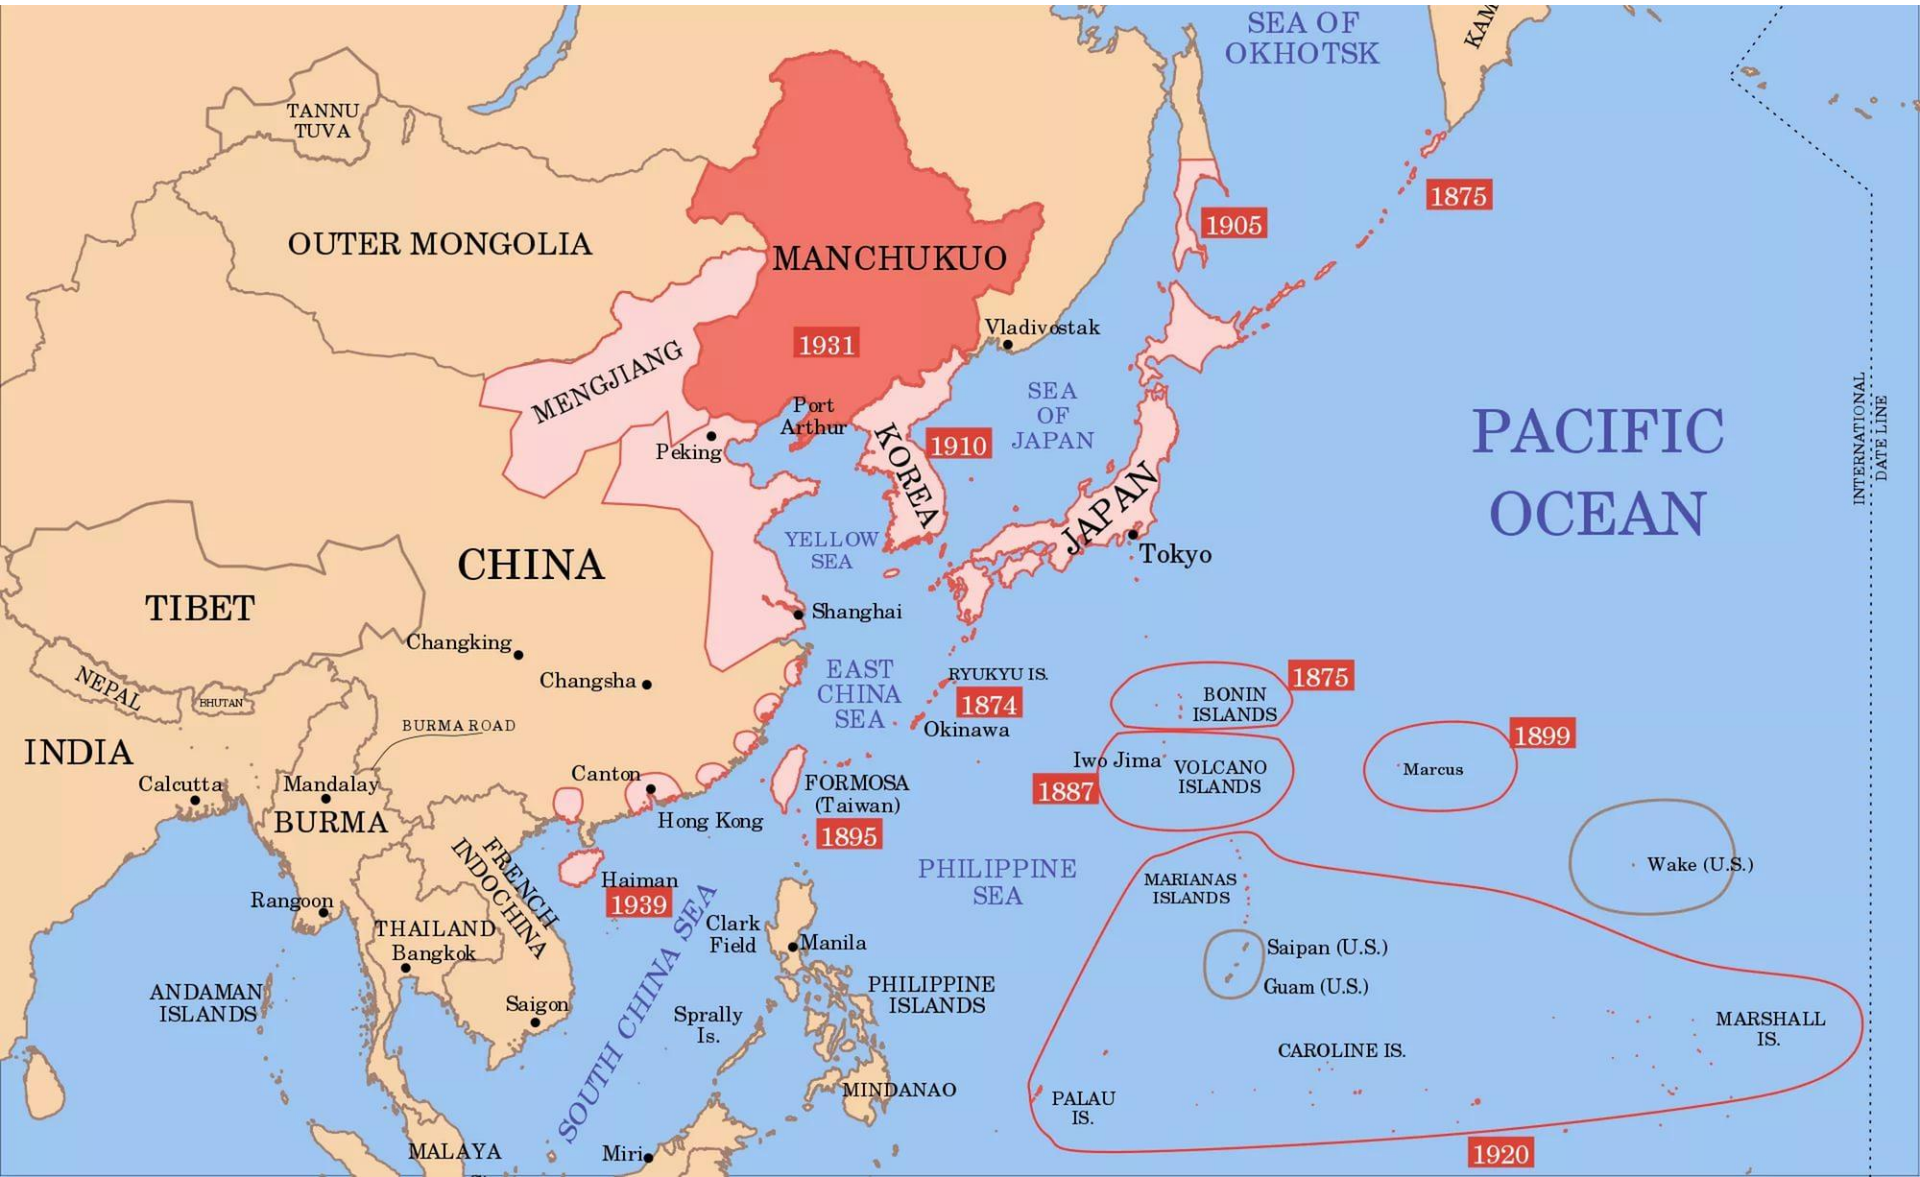 SEA OF
OKHOTSK
KAM
TANNU
TUVA
1875
1905
OUTER MONGOLIA
MANCHUKUO
Vladivostak
1931
MENGJIANG
Port
Arthur
SEA
OF
JAPAN
INTERNATIONAL
DATE LINE
PACIFIC
OCEAN
Peking
KOREA
1910
JAPAN
YELLOW
SEA
Tokyo
CHINA
TIBET
Shanghai
Changking
NEPAL
BHUTAN
Changsha
EAST
CHINA
SEA
RYUKYU IS.
1874
Okinawa
BONIN
ISLANDS
1875
BURMA ROAD
INDIA
1899
Marcus
Iwo Jima
VOLCANO
ISLANDS
1887
Calcutta
Mandalay
BURMA
Canton
Hong Kong
FORMOSA
(Taiwan)
1895
FRENCH
INDOCHINA
PHILIPPINE
SEA
Wake (U.S.)
Haiman
1939
MARIANAS
ISLANDS
Rangoon
THAILAND
Bangkok
SOUTH CHINA SEA
Clark
Field
Manila
Saipan (U.S.)
Guam (U.S.)
ANDAMAN
ISLANDS
Saigon
PHILIPPINE
ISLANDS
Sprally
Is.
MARSHALL
IS.
CAROLINE IS.
MINDANAO
PALAU
IS.
MALAYA
Miri
1920